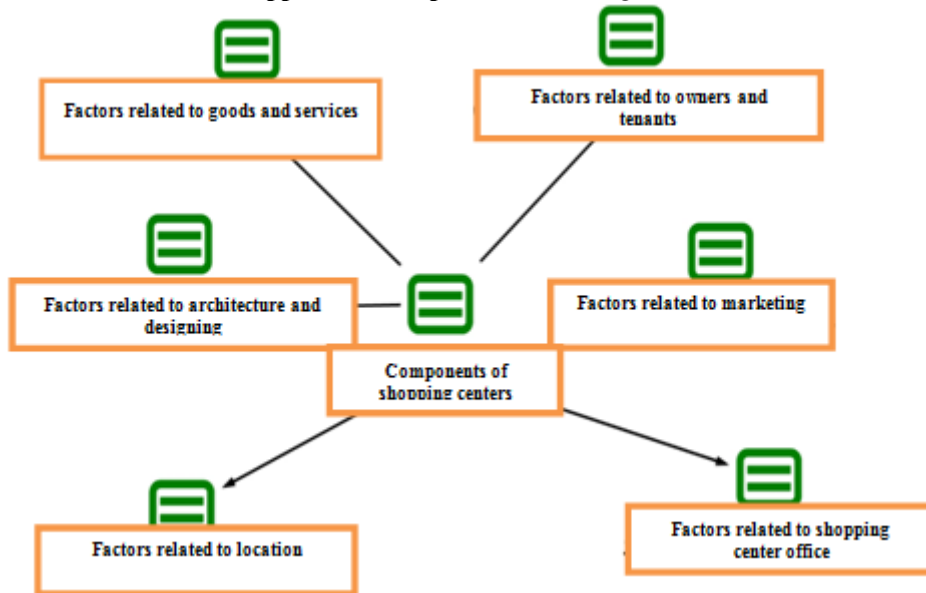 Factors related to goods and services
Factors related to owners and
tenants
Factors related to architecture and
designing
Factors related to marketing
Components of
shopping centers
Factors related to location
Factors related to shopping
center office